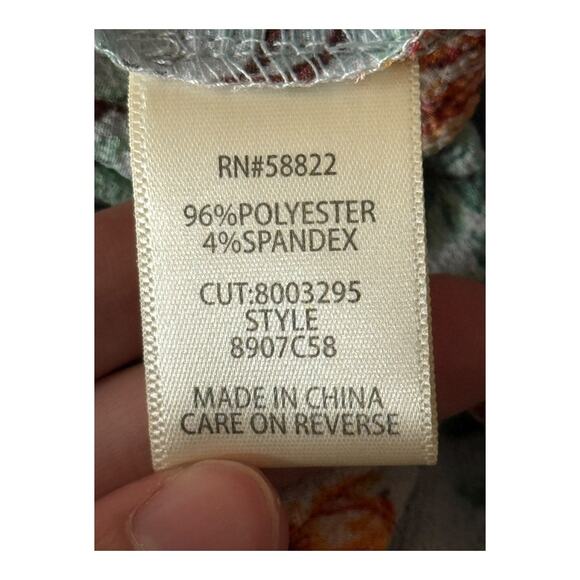 RN#58822
96%POLYESTER
4%SPANDEX
CUT:8003295
STYLE
8907C58
MADE IN CHINA
CARE ON REVERSE